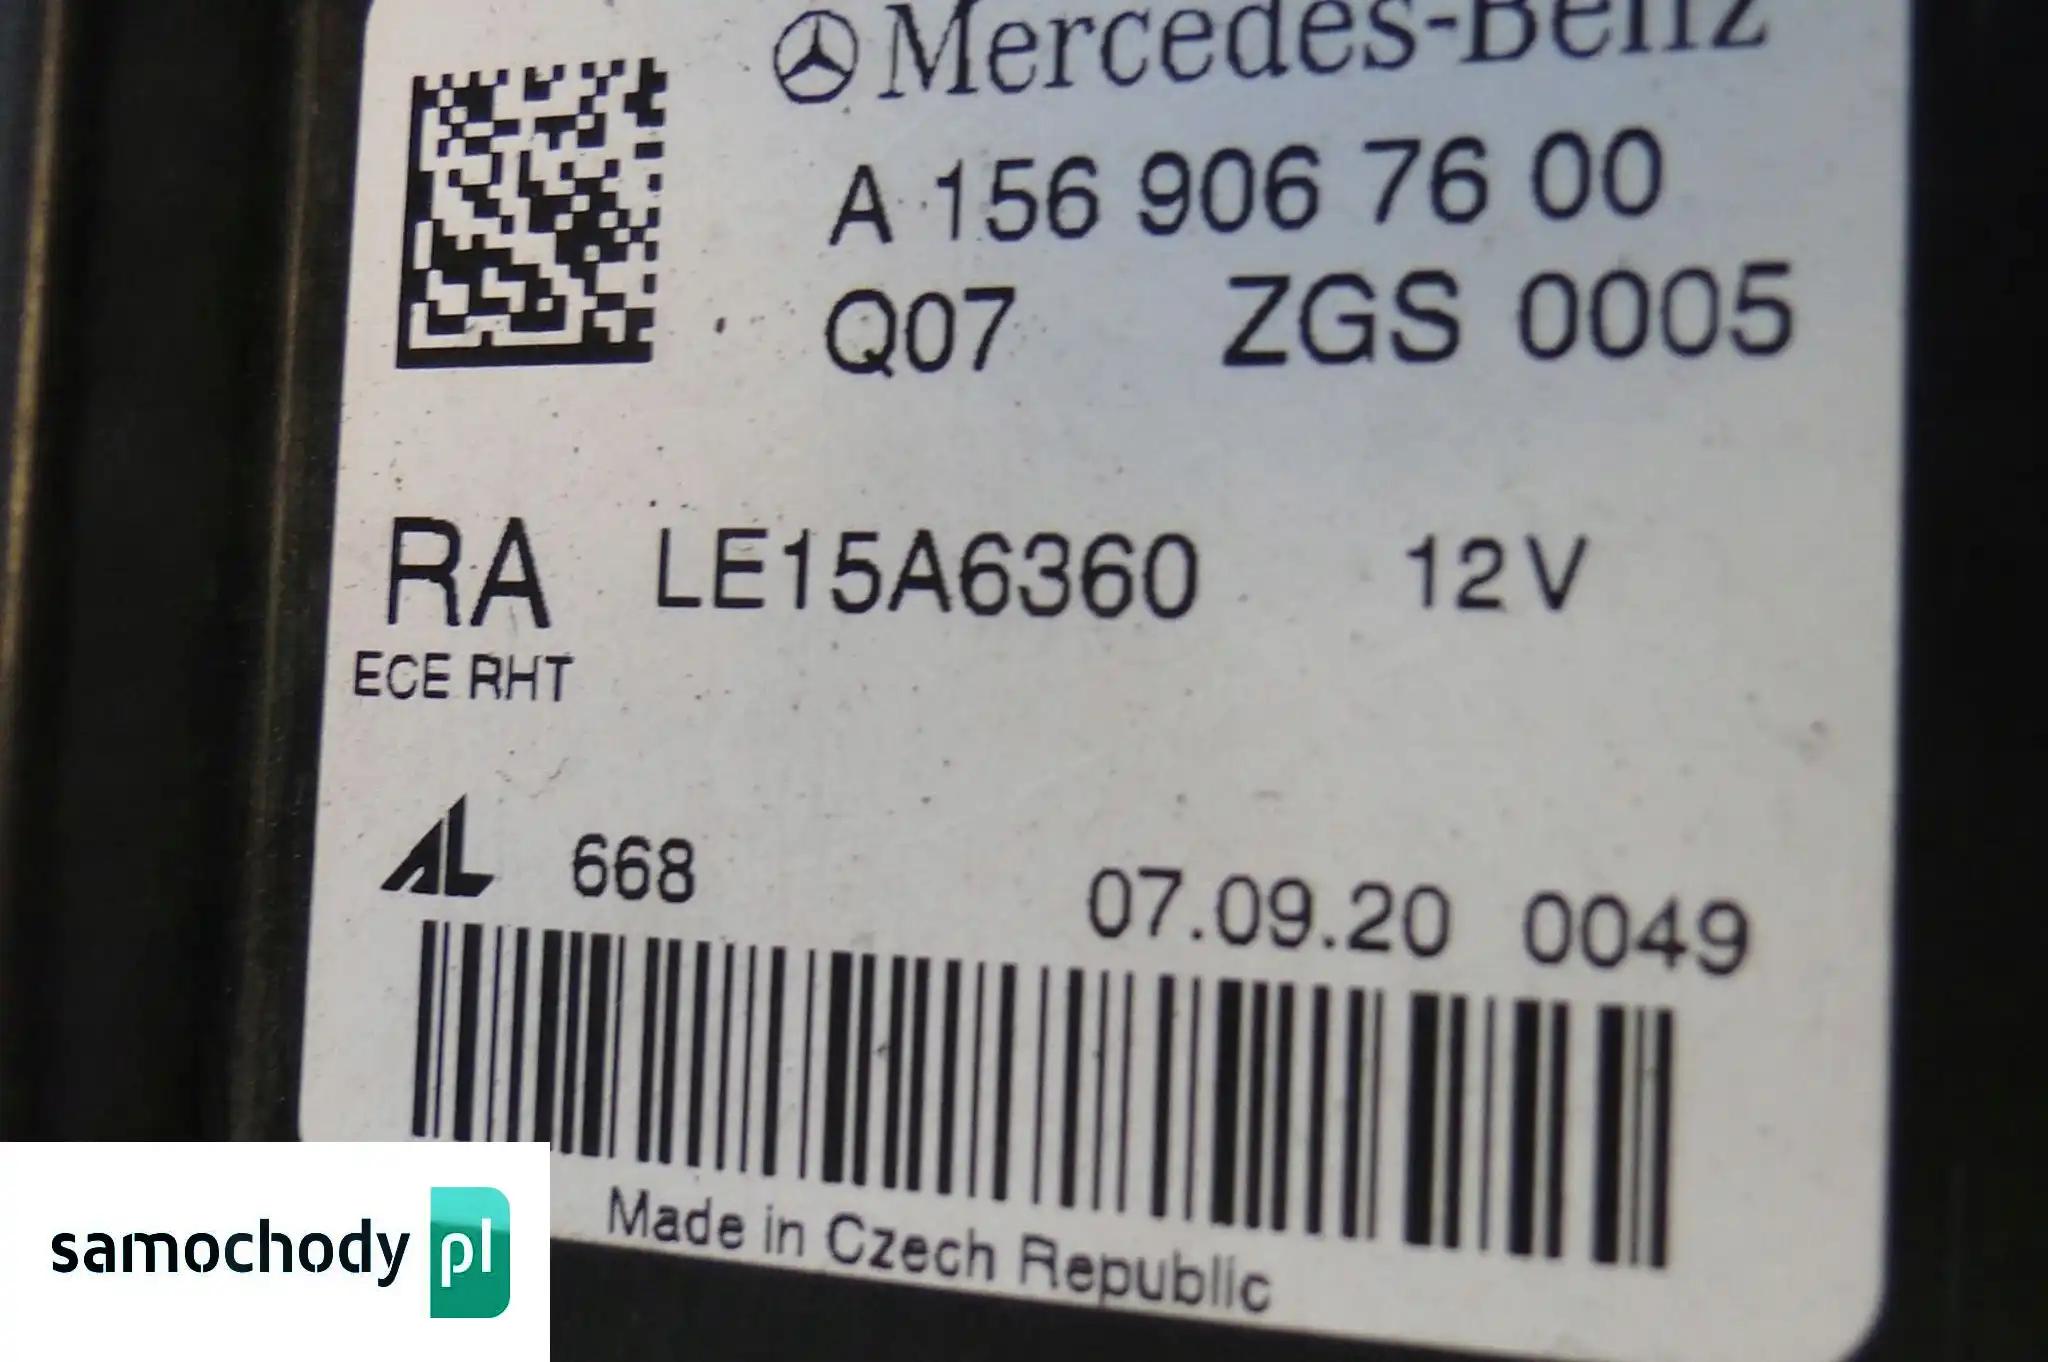 Mercedes-Benz
A 156 906 76 00
Q07 ZGS 0005
RA LE15A6360 12V
ECE RHT
AL 668 07.09.20 0049
Made in Czech Republic
samochody pl